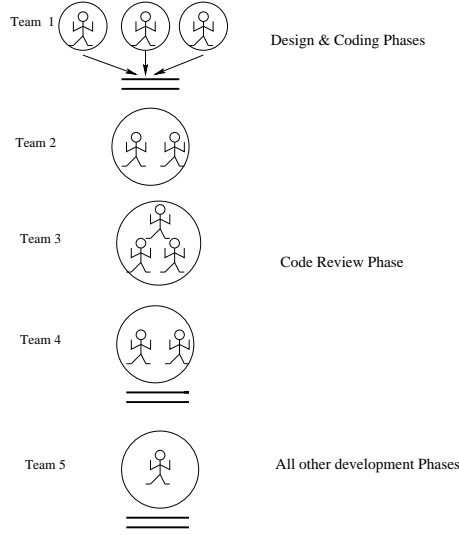 Team 1
Design & Coding Phases
Team 2
Team 3
Code Review Phase
Team 4
Team 5
All other development Phases